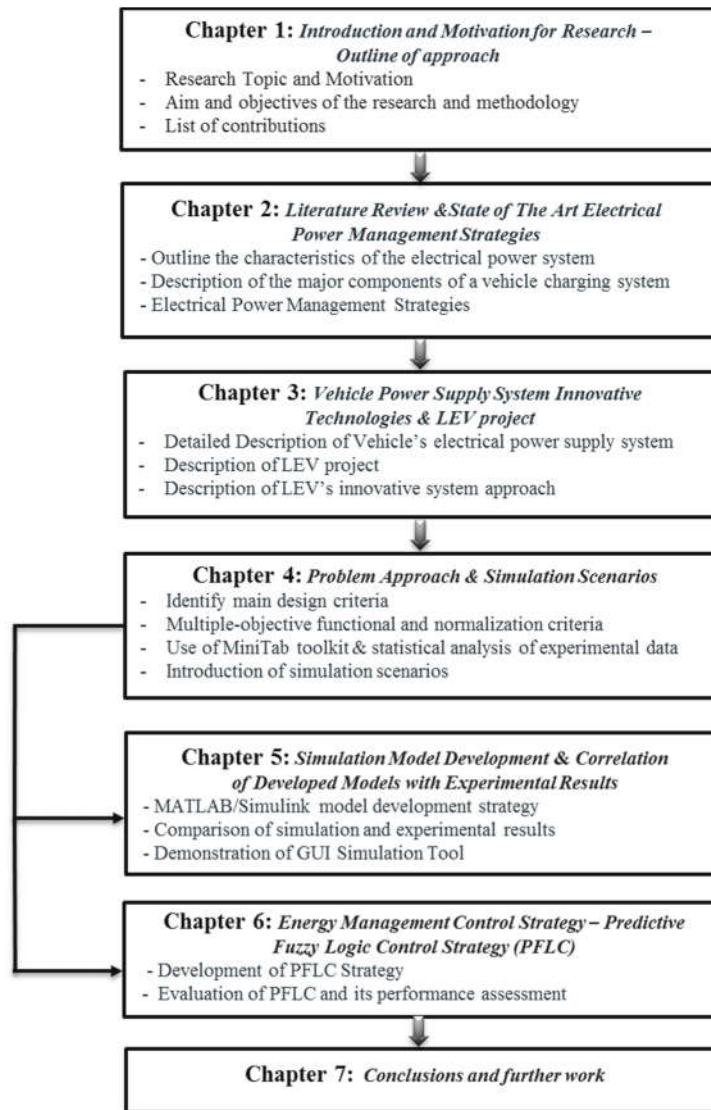 Chapter 1: Introduction and Motivation for Research –
Outline of approach
- Research Topic and Motivation
- Aim and objectives of the research and methodology
- List of contributions
Chapter 2: Literature Review &State of The Art Electrical
Power Management Strategies
- Outline the characteristics of the electrical power system
- Description of the major components of a vehicle charging system
- Electrical Power Management Strategies
Chapter 3: Vehicle Power Supply System Innovative
Technologies & LEV project
- Detailed Description of Vehicle’s electrical power supply system
- Description of LEV project
- Description of LEV’s innovative system approach
Chapter 4: Problem Approach & Simulation Scenarios
- Identify main design criteria
- Multiple-objective functional and normalization criteria
- Use of MiniTab toolkit & statistical analysis of experimental data
- Introduction of simulation scenarios
Chapter 5: Simulation Model Development & Correlation
of Developed Models with Experimental Results
- MATLAB/Simulink model development strategy
- Comparison of simulation and experimental results
- Demonstration of GUI Simulation Tool
Chapter 6: Energy Management Control Strategy – Predictive
Fuzzy Logic Control Strategy (PFLC)
- Development of PFLC Strategy
- Evaluation of PFLC and its performance assessment
Chapter 7: Conclusions and further work